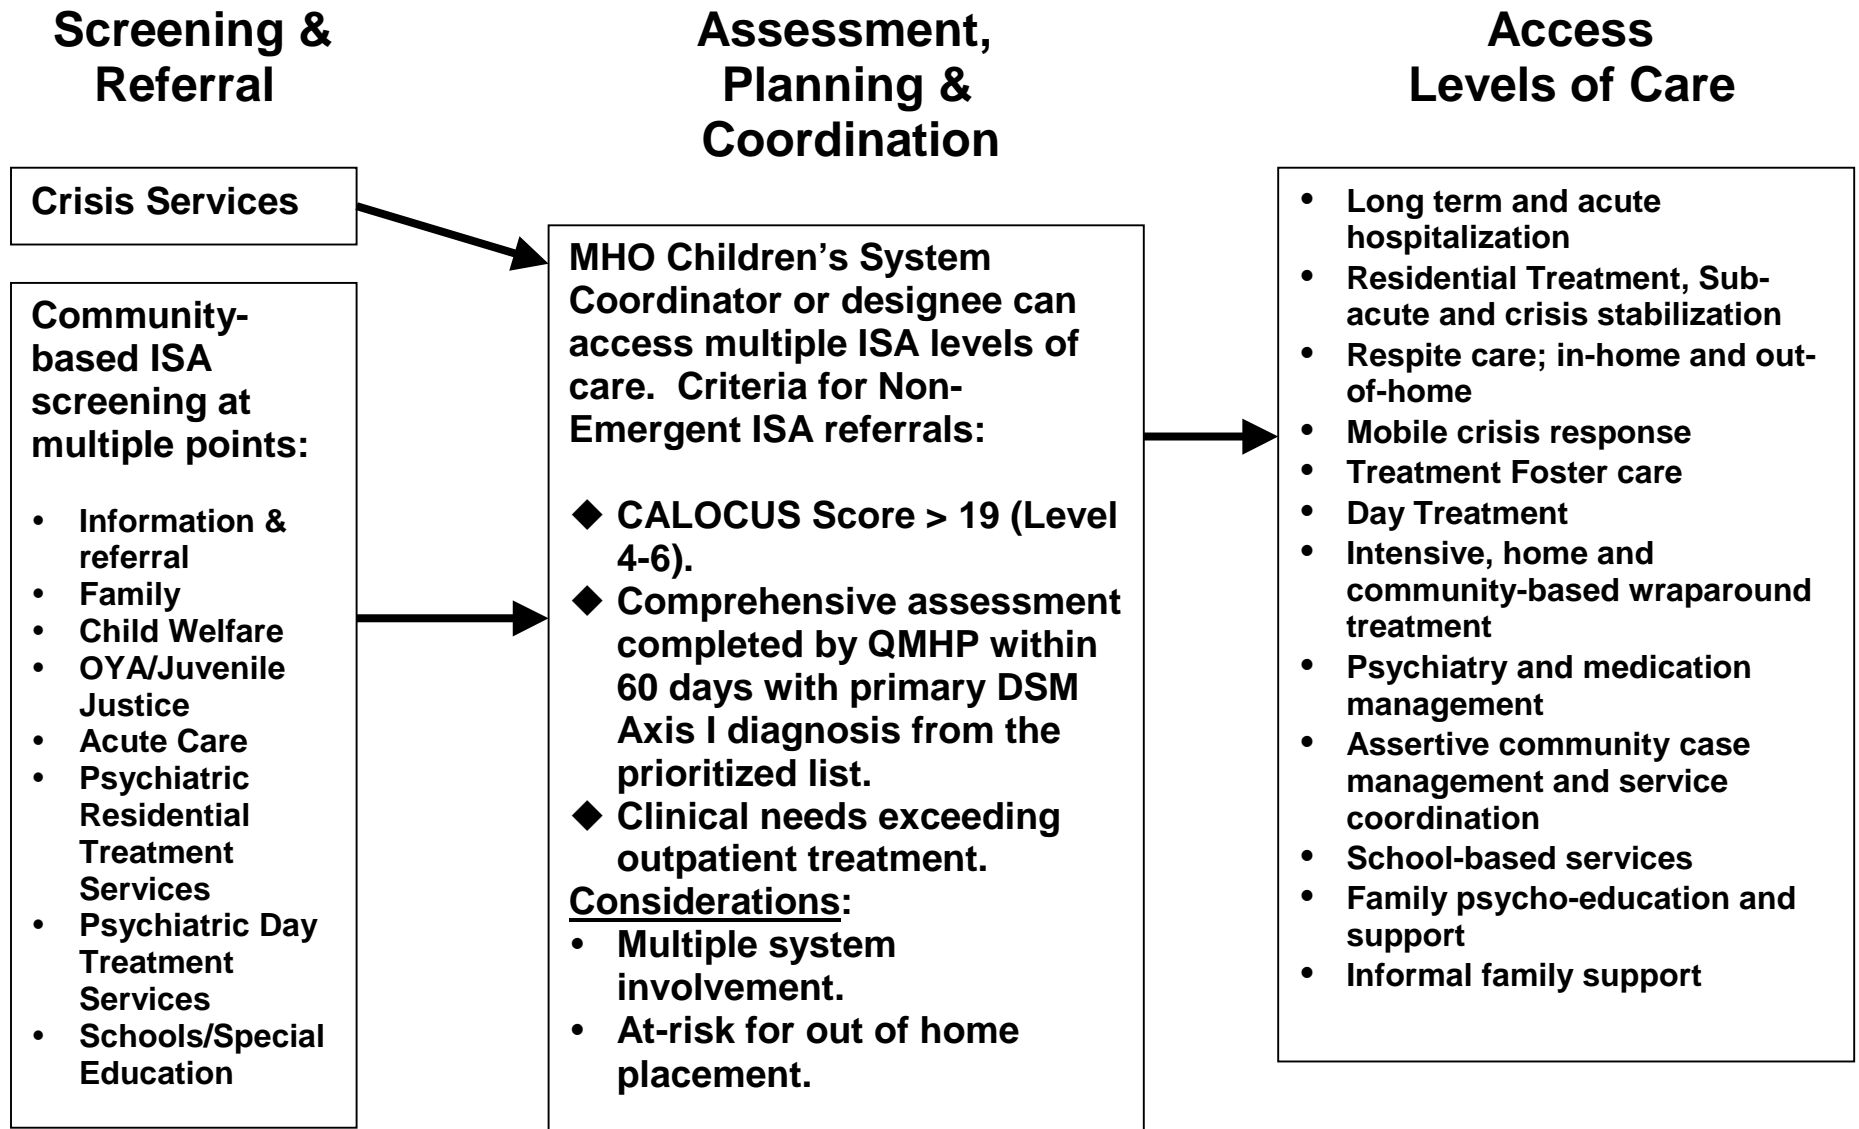 Screening &
Referral
Assessment,
Planning &
Coordination
Access
Levels of Care
Crisis Services
Community-
based ISA
screening at
multiple points:
• Information &
referral
• Family
• Child Welfare
• OYA/Juvenile
Justice
• Acute Care
• Psychiatric
Residential
Treatment
Services
• Psychiatric Day
Treatment
Services
• Schools/Special
Education
MHO Children’s System
Coordinator or designee can
access multiple ISA levels of
care.  Criteria for Non-
Emergent ISA referrals:
◆ CALOCUS Score > 19 (Level
4-6).
◆ Comprehensive assessment
completed by QMHP within
60 days with primary DSM
Axis I diagnosis from the
prioritized list.
◆ Clinical needs exceeding
outpatient treatment.
Considerations:
• Multiple system
involvement.
• At-risk for out of home
placement.
• Long term and acute
hospitalization
• Residential Treatment, Sub-
acute and crisis stabilization
• Respite care; in-home and out-
of-home
• Mobile crisis response
• Treatment Foster care
• Day Treatment
• Intensive, home and
community-based wraparound
treatment
• Psychiatry and medication
management
• Assertive community case
management and service
coordination
• School-based services
• Family psycho-education and
support
• Informal family support